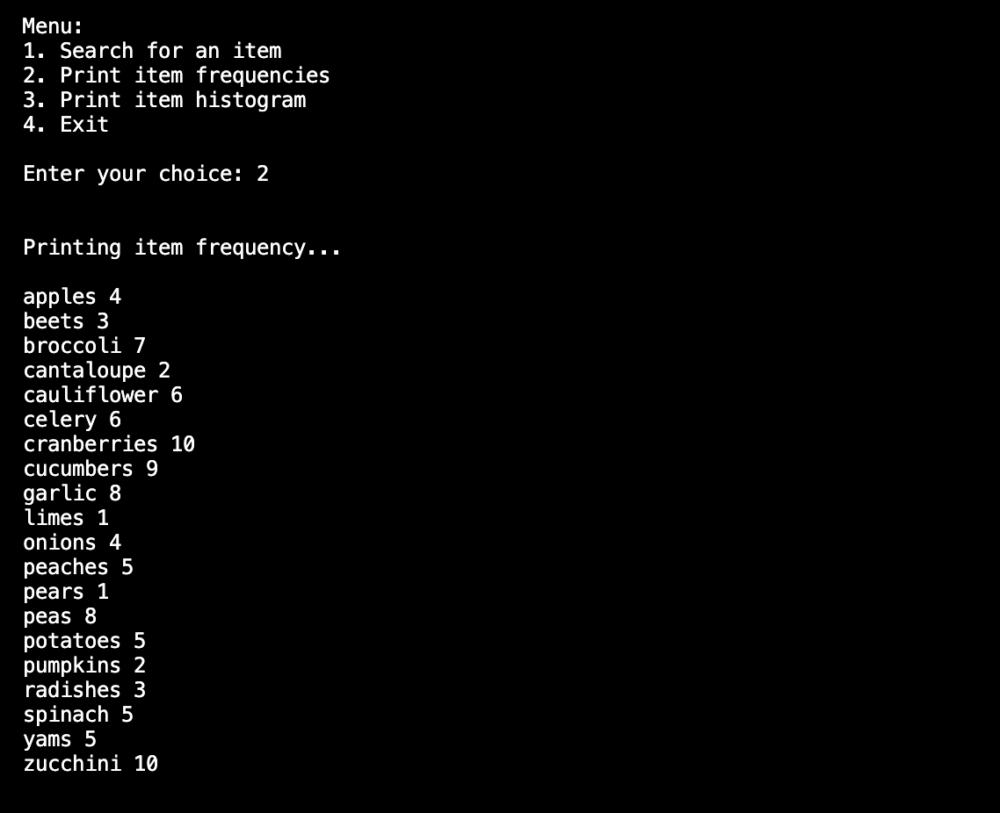 Menu:
1. Search for an item
2. Print item frequencies
3. Print item histogram
4. Exit
Enter your choice: 2
Printing item frequency...
apples 4
beets 3
broccoli 7
cantaloupe 2
cauliflower 6
celery 6
cranberries 10
cucumbers 9
garlic 8
limes 1
onions 4
peaches 5
pears 1
peas 8
potatoes 5
pumpkins 2
radishes 3
spinach 5
yams 5
zucchini 10